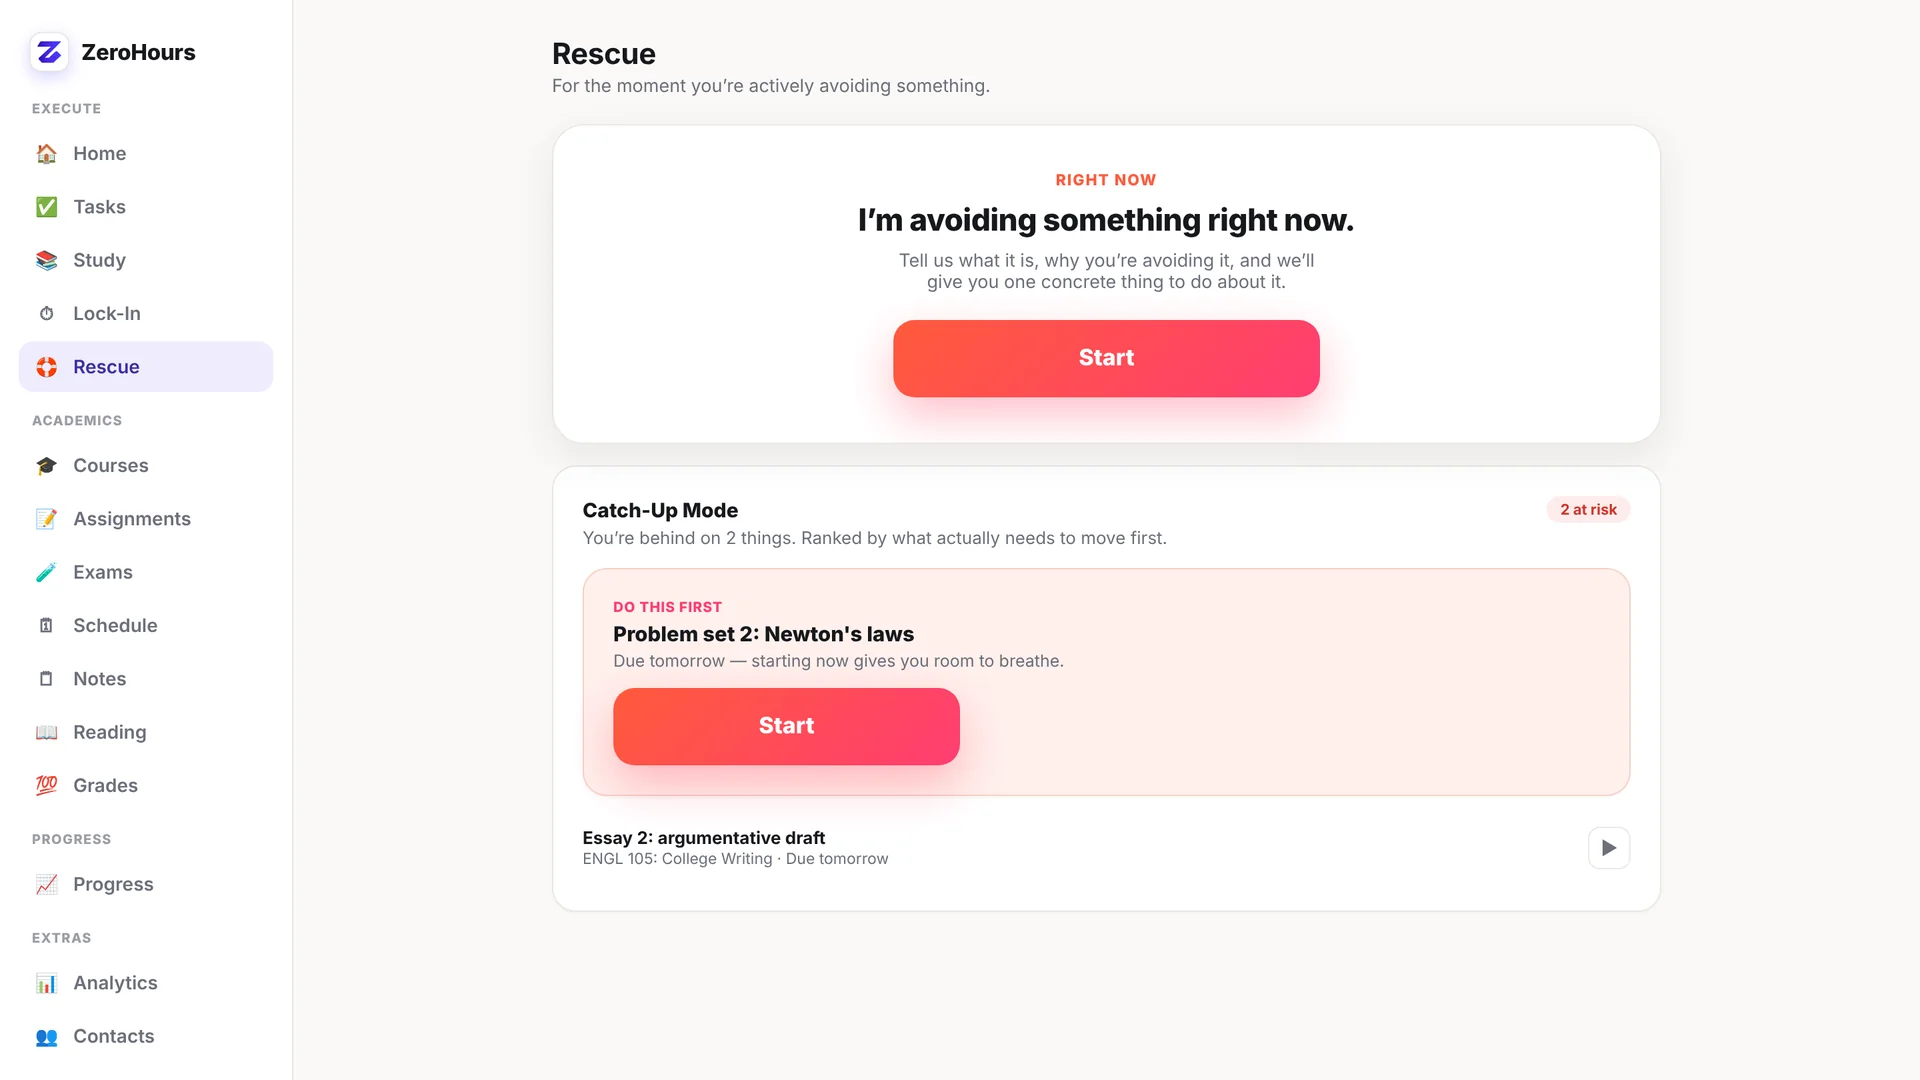 ZeroHours
EXECUTE
Home
Tasks
Study
Lock-In
Rescue
ACADEMICS
Courses
Assignments
Exams
Schedule
Notes
Reading
Grades
PROGRESS
Progress
EXTRAS
Analytics
Contacts
Rescue
For the moment you’re actively avoiding something.
RIGHT NOW
I’m avoiding something right now.
Tell us what it is, why you’re avoiding it, and we’ll
give you one concrete thing to do about it.
Start
Catch-Up Mode
2 at risk
You’re behind on 2 things. Ranked by what actually needs to move first.
DO THIS FIRST
Problem set 2: Newton's laws
Due tomorrow — starting now gives you room to breathe.
Start
Essay 2: argumentative draft
ENGL 105: College Writing · Due tomorrow